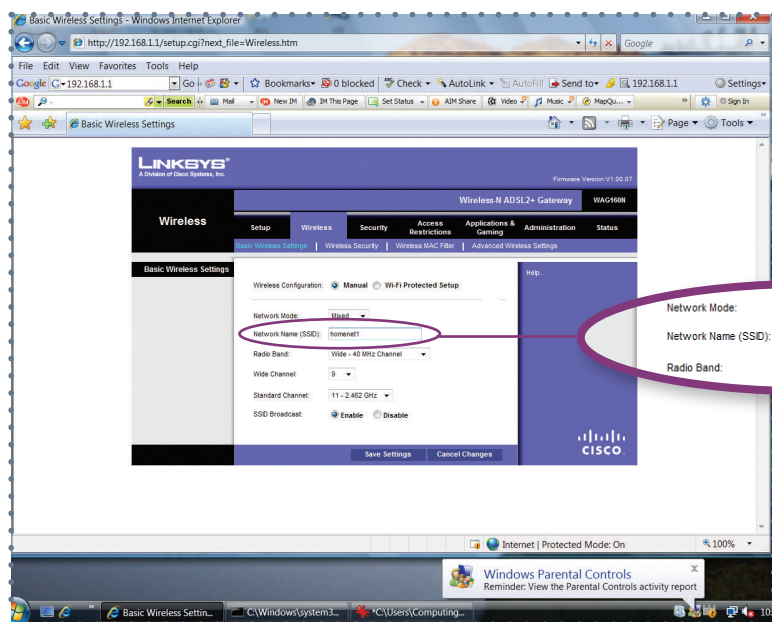 Basic Wireless Settings - Windows Internet Explorer
http://192.168.1.1/setup.cgi?next_file=Wireless.htm
Google
File Edit View Favorites Tools Help
Google G 192.168.1.1 Go Bookmarks 0 blocked Check AutoLink AutoFill Send to 192.168.1.1 Settings
Search Mail New IM IM This Page Set Status AIM Share Video Music MapQu... » Sign In
Basic Wireless Settings Page Tools »
LINKSYS®
A Division of Cisco Systems, Inc.
Firmware Version:V1.00.07
Wireless-N ADSL2+ Gateway WAG160N
Wireless
Setup Wireless Security Access Restrictions Applications & Gaming Administration Status
Basic Wireless Settings | Wireless Security | Wireless MAC Filter | Advanced Wireless Settings
Basic Wireless Settings
Help...
Wireless Configuration: Manual Wi-Fi Protected Setup
Network Mode: Mixed
Network Name (SSID): homenet1
Radio Band: Wide - 40 MHz Channel
Wide Channel: 9
Standard Channel: 11 - 2.462 GHz
SSID Broadcast: Enable Disable
Save Settings Cancel Changes
CISCO.
Network Mode:
Network Name (SSID):
Radio Band:
Internet | Protected Mode: On 100%
Windows Parental Controls x
Reminder: View the Parental Controls activity report
» Basic Wireless Settin... C:\Windows\system3... *C:\Users\Computing... 10: